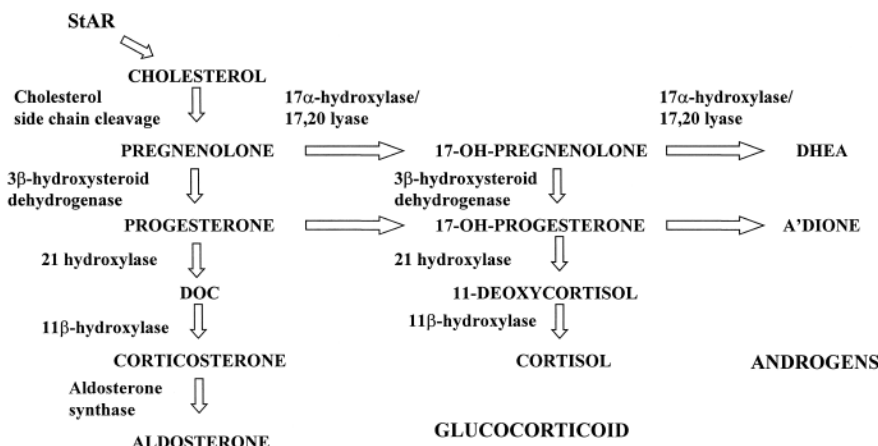 StAR
CHOLESTEROL
Cholesterol
side chain cleavage
17α-hydroxylase/
17,20 lyase
17α-hydroxylase/
17,20 lyase
PREGNENOLONE
17-OH-PREGNENOLONE
DHEA
3β-hydroxysteroid
dehydrogenase
3β-hydroxysteroid
dehydrogenase
PROGESTERONE
17-OH-PROGESTERONE
A'DIONE
21 hydroxylase
21 hydroxylase
DOC
11-DEOXYCORTISOL
11β-hydroxylase
11β-hydroxylase
CORTICOSTERONE
CORTISOL
ANDROGENS
Aldosterone
synthase
GLUCOCORTICOID
ALDOSTERONE